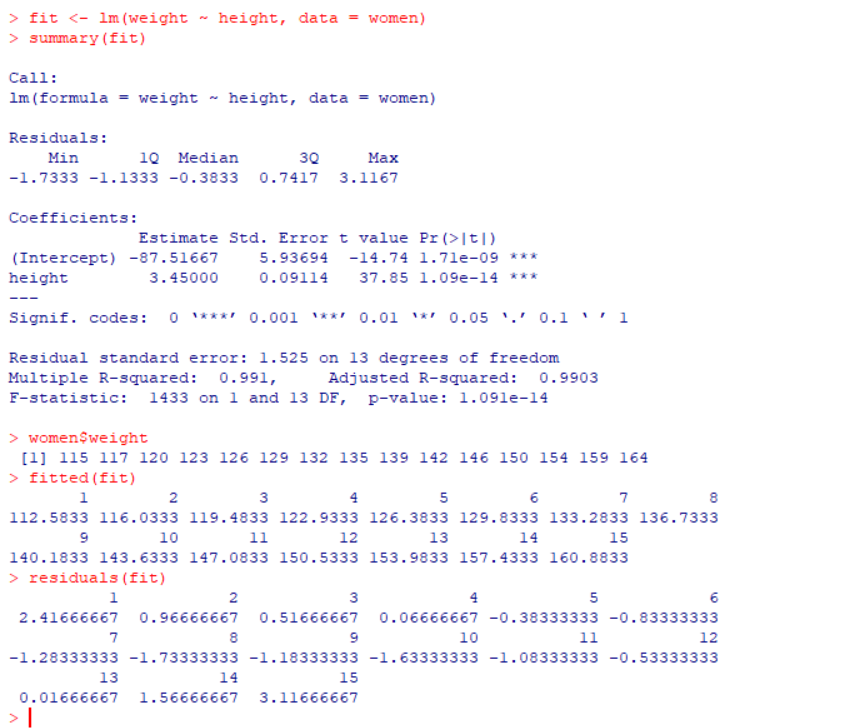 > fit <- lm(weight ~ height, data = women)
> summary(fit)
Call:
lm(formula = weight ~ height, data = women)
Residuals:
    Min      1Q  Median      3Q     Max
-1.7333 -1.1333 -0.3833  0.7417  3.1167
Coefficients:
             Estimate Std. Error t value Pr(>|t|)
(Intercept) -87.51667    5.93694  -14.74 1.71e-09 ***
height        3.45000    0.09114   37.85 1.09e-14 ***
---
Signif. codes:  0 ‘***’ 0.001 ‘**’ 0.01 ‘*’ 0.05 ‘.’ 0.1 ‘ ’ 1
Residual standard error: 1.525 on 13 degrees of freedom
Multiple R-squared:  0.991,     Adjusted R-squared:  0.9903
F-statistic:  1433 on 1 and 13 DF,  p-value: 1.091e-14
> women$weight
 [1] 115 117 120 123 126 129 132 135 139 142 146 150 154 159 164
> fitted(fit)
       1        2        3        4        5        6        7        8
112.5833 116.0333 119.4833 122.9333 126.3833 129.8333 133.2833 136.7333
       9       10       11       12       13       14       15
140.1833 143.6333 147.0833 150.5333 153.9833 157.4333 160.8833
> residuals(fit)
          1           2           3           4           5           6
 2.41666667  0.96666667  0.51666667  0.06666667 -0.38333333 -0.83333333
          7           8           9          10          11          12
-1.28333333 -1.73333333 -1.18333333 -1.63333333 -1.08333333 -0.53333333
         13          14          15
 0.01666667  1.56666667  3.11666667
>